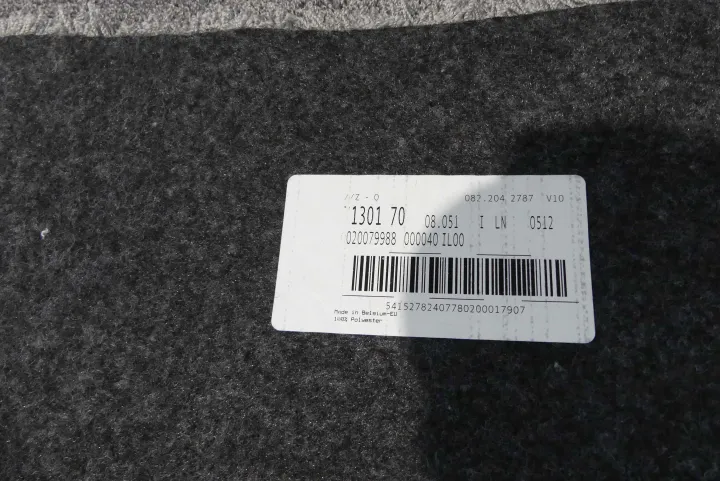 /Z - 0 082.204.2787 V10
1301 70 08.051 I LN 0512
020079988 000040 IL00
54152782407780200017907
Made in Belgium-EU
100% Polyester